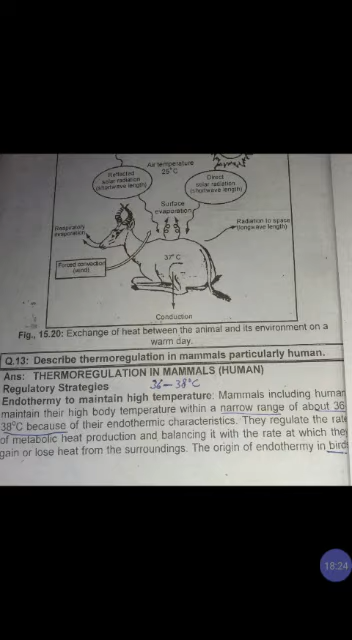 Air temperature
25°C
Reflected
solar radiation
(shortwave length)
Direct
solar radiation
(shortwave length)
Surface
evaporation
Respiratory
evaporation
Radiation to space
(longwave length)
Forced convection
(wind)
37°C
Conduction
Fig., 15.20: Exchange of heat between the animal and its environment on a
warm day.
Q.13: Describe thermoregulation in mammals particularly human.
Ans: THERMOREGULATION IN MAMMALS (HUMAN)
Regulatory Strategies 36-38°C
Endothermy to maintain high temperature: Mammals including human
maintain their high body temperature within a narrow range of about 36
38°C because of their endothermic characteristics. They regulate the rate
of metabolic heat production and balancing it with the rate at which they
gain or lose heat from the surroundings. The origin of endothermy in birds
18:24